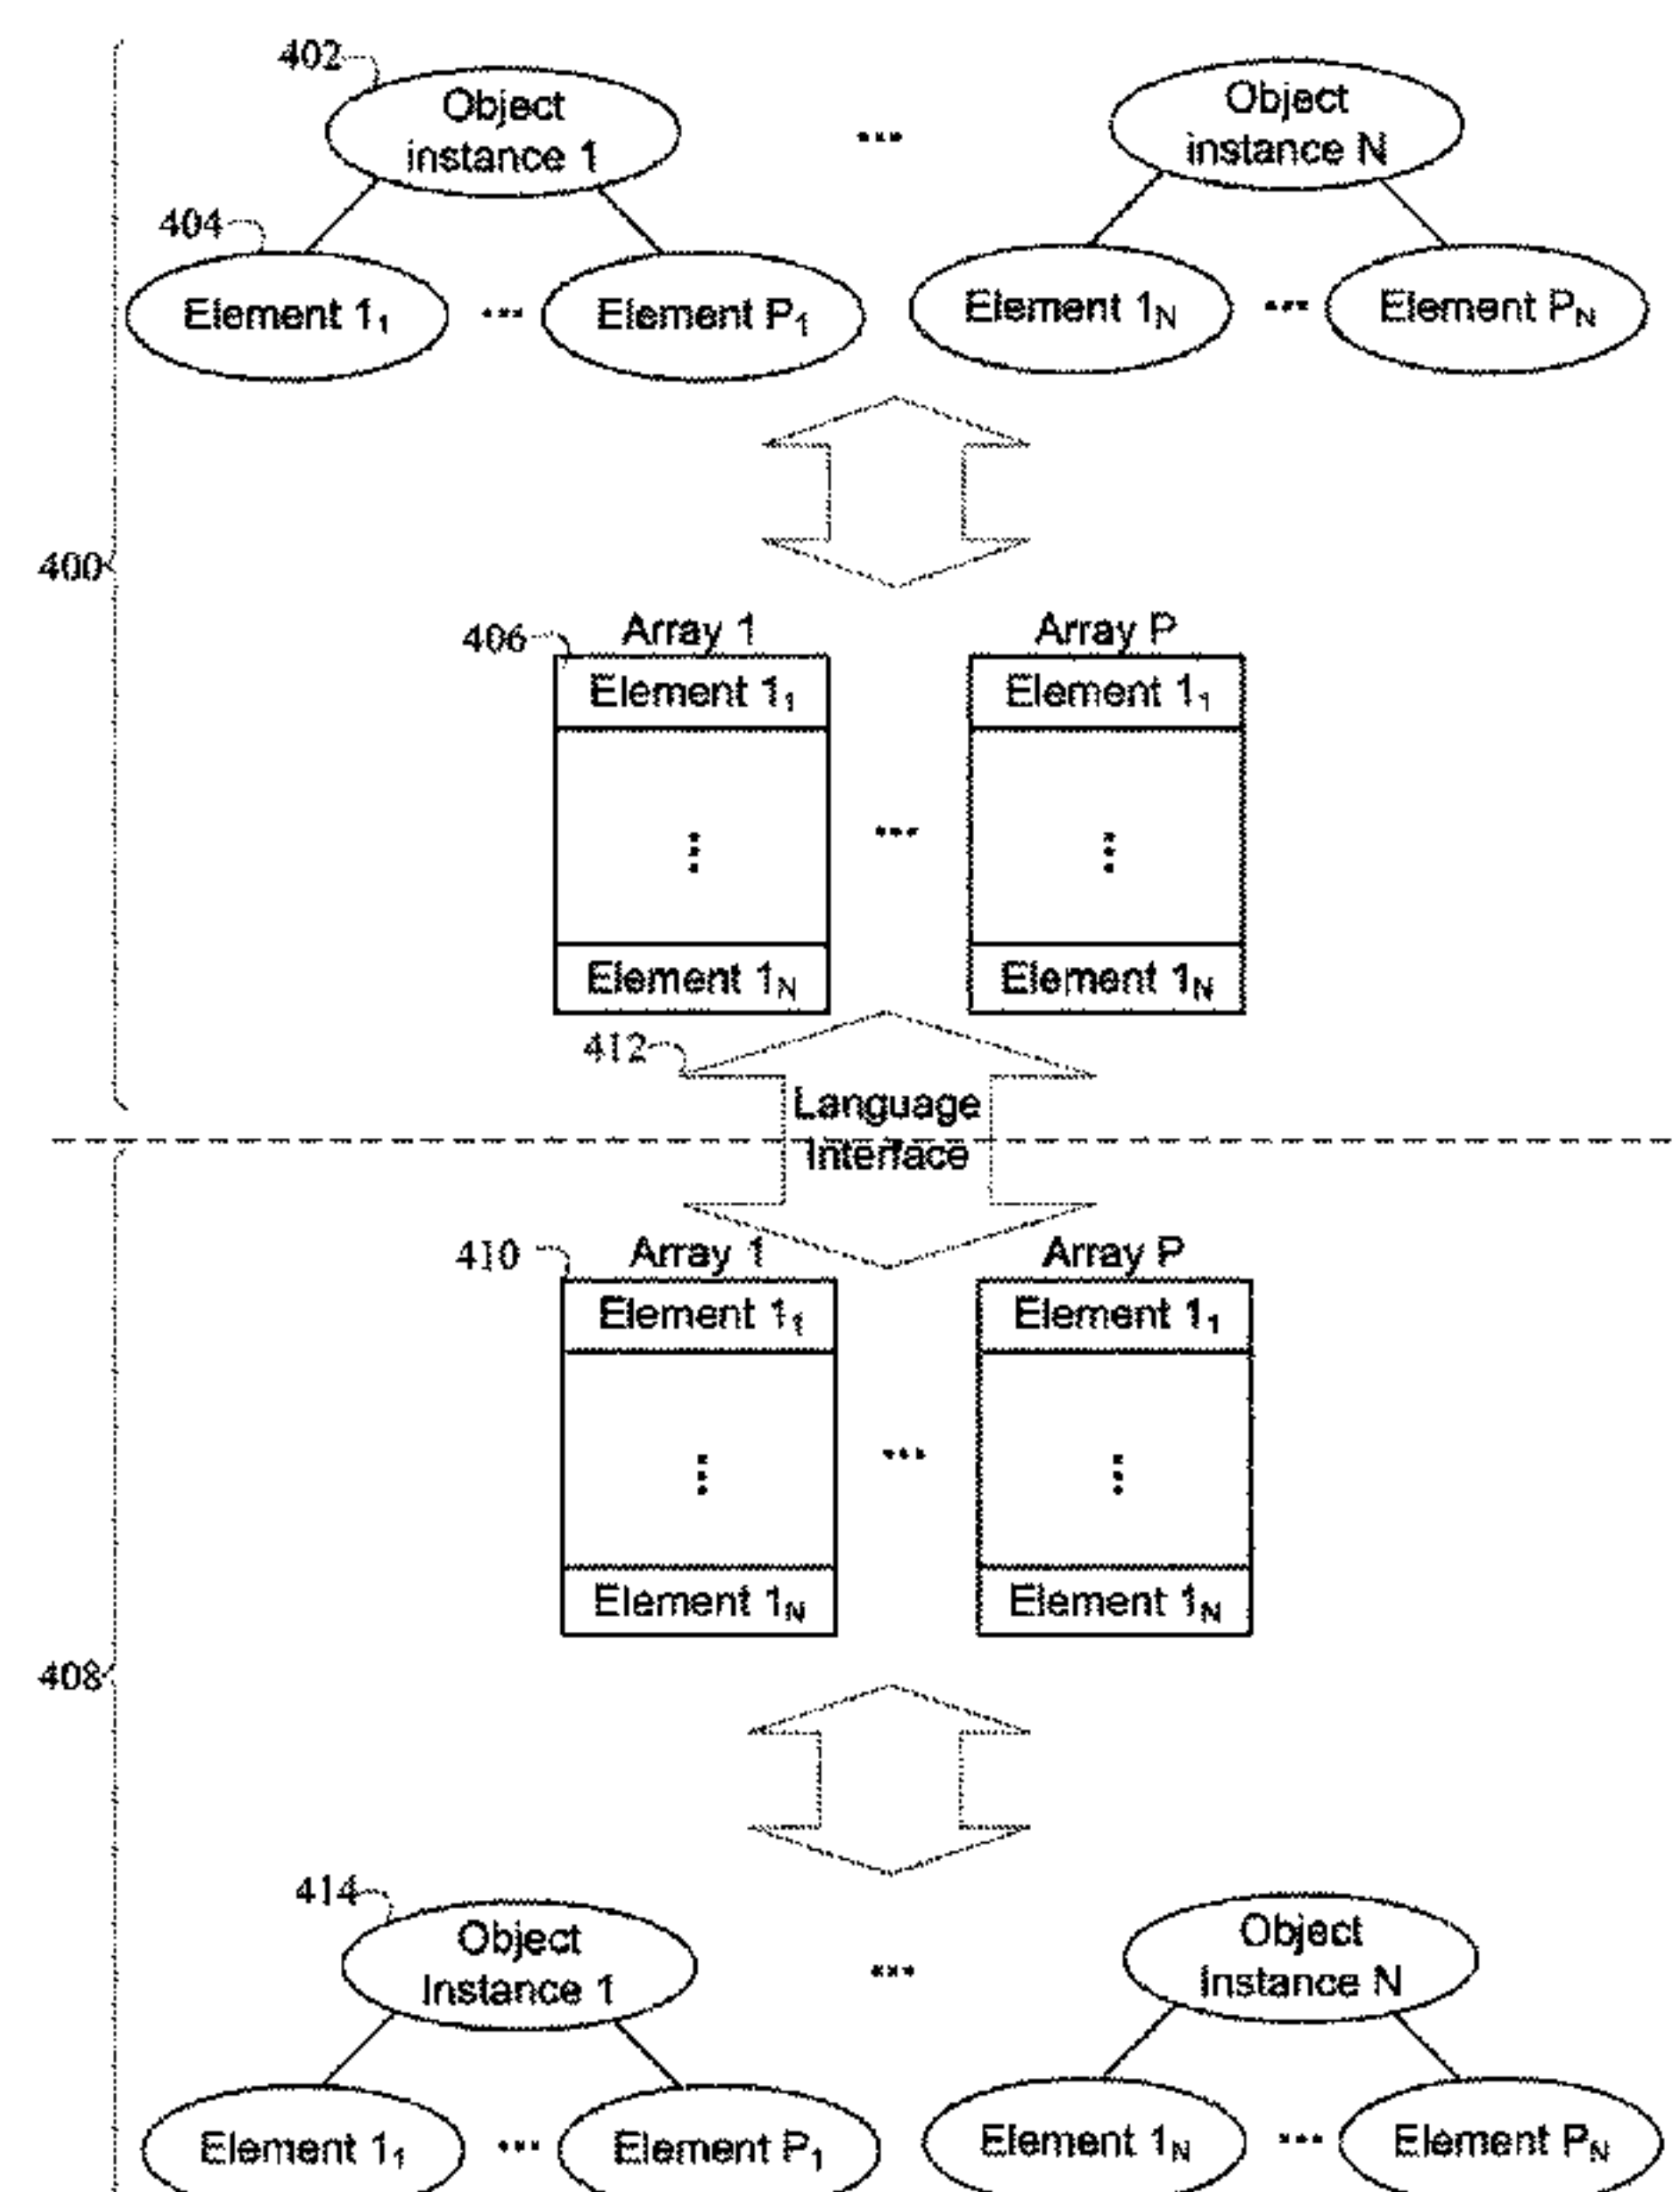 402
Object
instance 1
...
Object
instance N
404
Element 1₁
...
Element P₁
Element 1N
...
Element PN
400
406
Array 1
Array P
Element 1₁
Element 1₁
...
Element 1N
Element 1N
412
Language
Interface
410
Array 1
Array P
Element 1₁
Element 1₁
...
Element 1N
Element 1N
408
414
Object
Instance 1
...
Object
Instance N
Element 1₁
...
Element P₁
Element 1N
...
Element PN